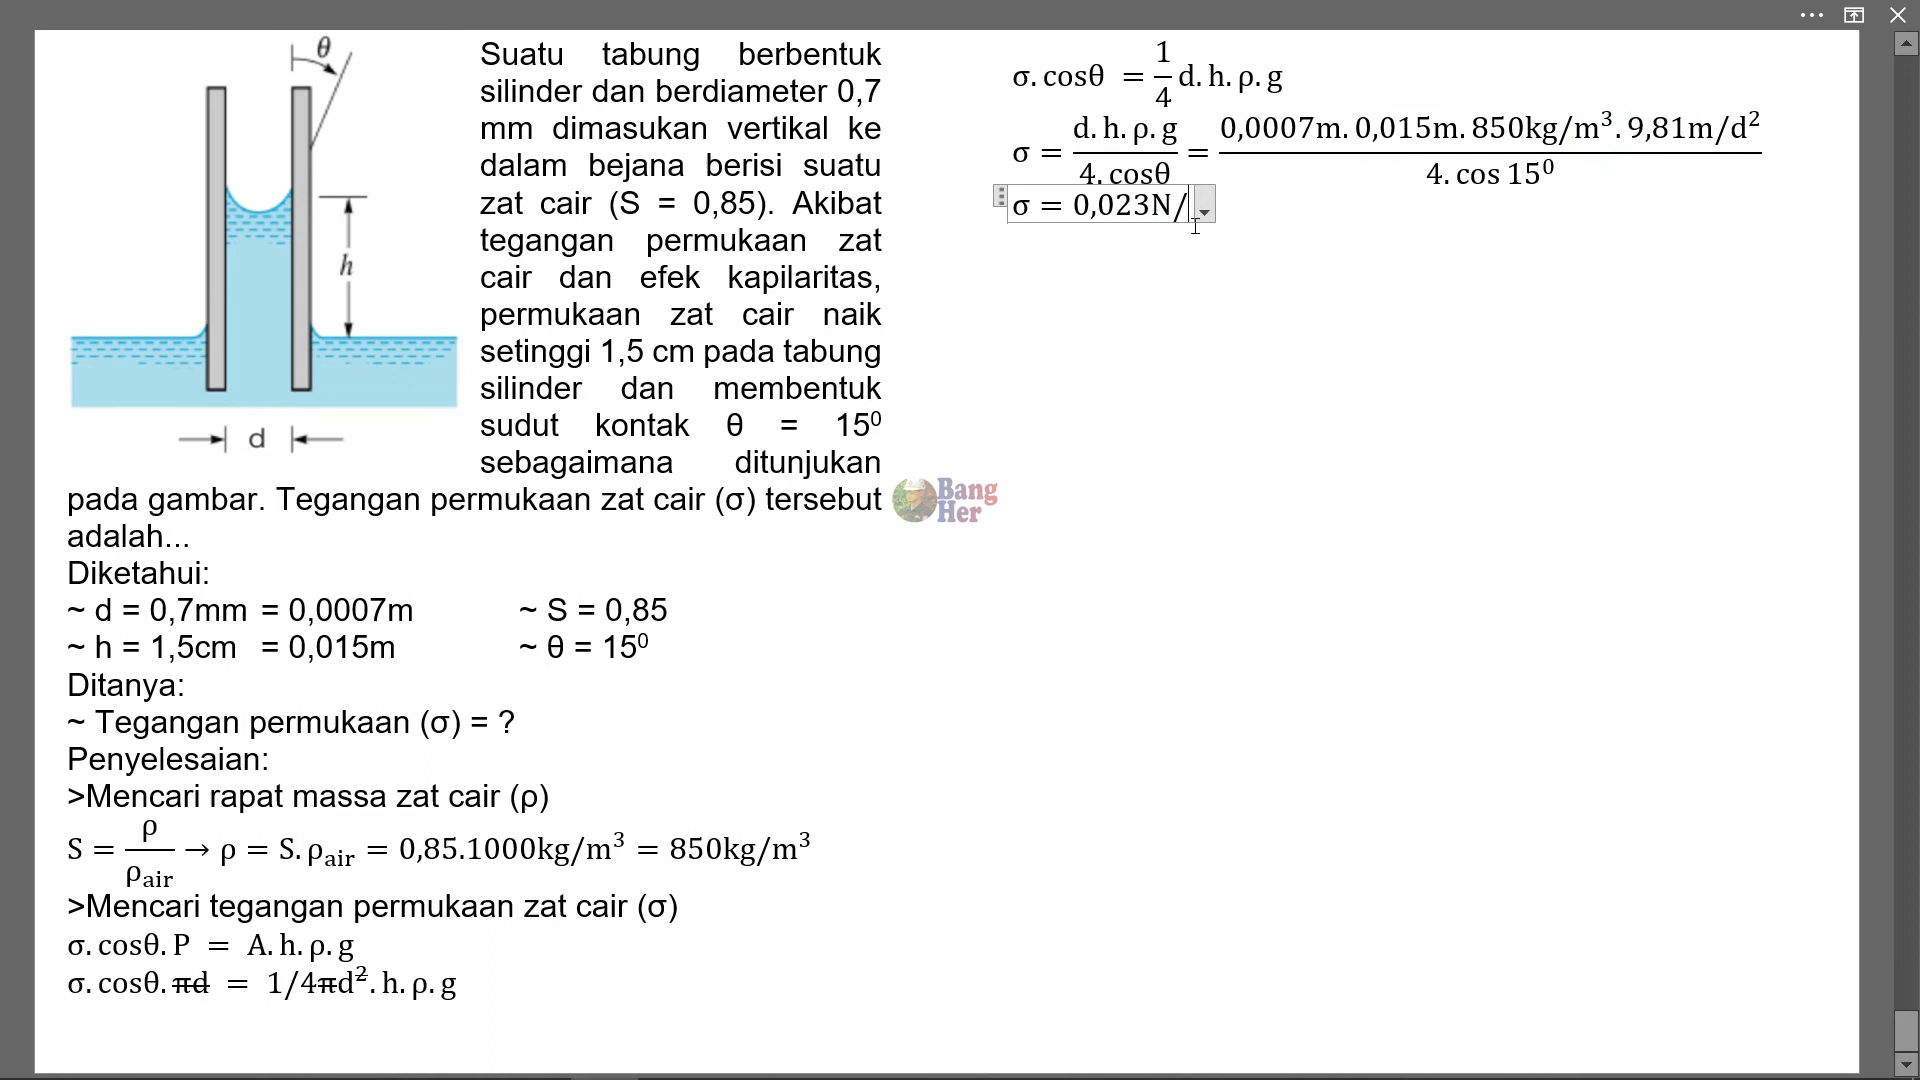 θ
h
d
Suatu tabung berbentuk
silinder dan berdiameter 0,7
mm dimasukan vertikal ke
dalam bejana berisi suatu
zat cair (S = 0,85). Akibat
tegangan permukaan zat
cair dan efek kapilaritas,
permukaan zat cair naik
setinggi 1,5 cm pada tabung
silinder dan membentuk
sudut kontak θ = 15⁰
sebagaimana ditunjukan
pada gambar. Tegangan permukaan zat cair (σ) tersebut
adalah...
Diketahui:
~ d = 0,7mm = 0,0007m ~ S = 0,85
~ h = 1,5cm = 0,015m ~ θ = 15⁰
Ditanya:
~ Tegangan permukaan (σ) = ?
Penyelesaian:
>Mencari rapat massa zat cair (ρ)
S = ρ/ρair → ρ = S. ρair = 0,85.1000kg/m³ = 850kg/m³
>Mencari tegangan permukaan zat cair (σ)
σ. cosθ. P = A. h. ρ. g
σ. cosθ. πd = 1/4πd². h. ρ. g
σ. cosθ = 1/4 d. h. ρ. g
σ = d. h. ρ. g/4. cosθ = 0,0007m. 0,015m. 850kg/m³. 9,81m/d²/4. cos 15⁰
σ = 0,023N/
Bang
Her